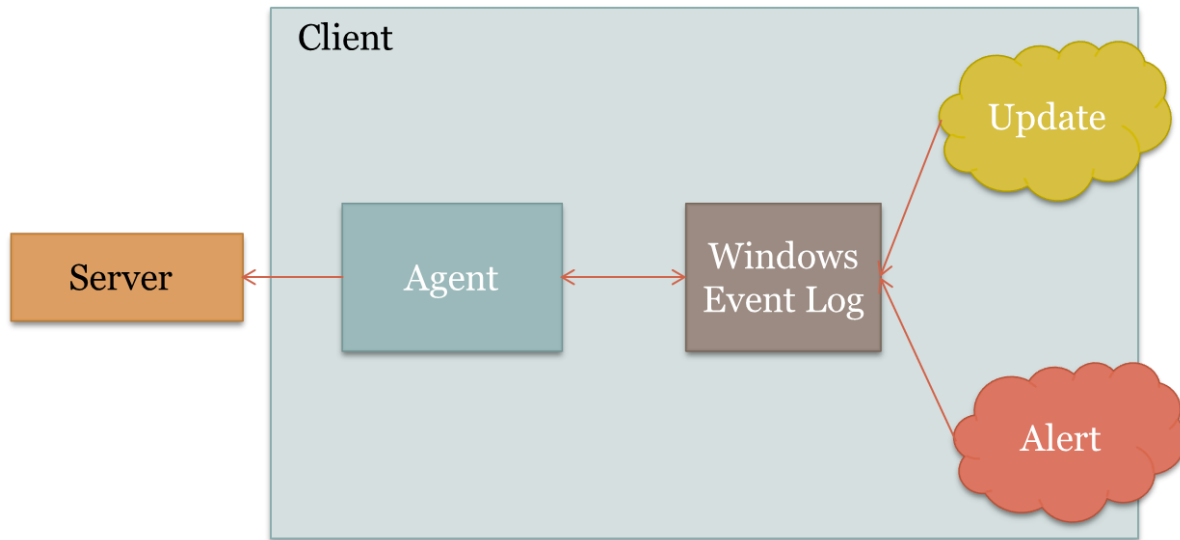 Client
Update
Server
Agent
Windows
Event Log
Alert